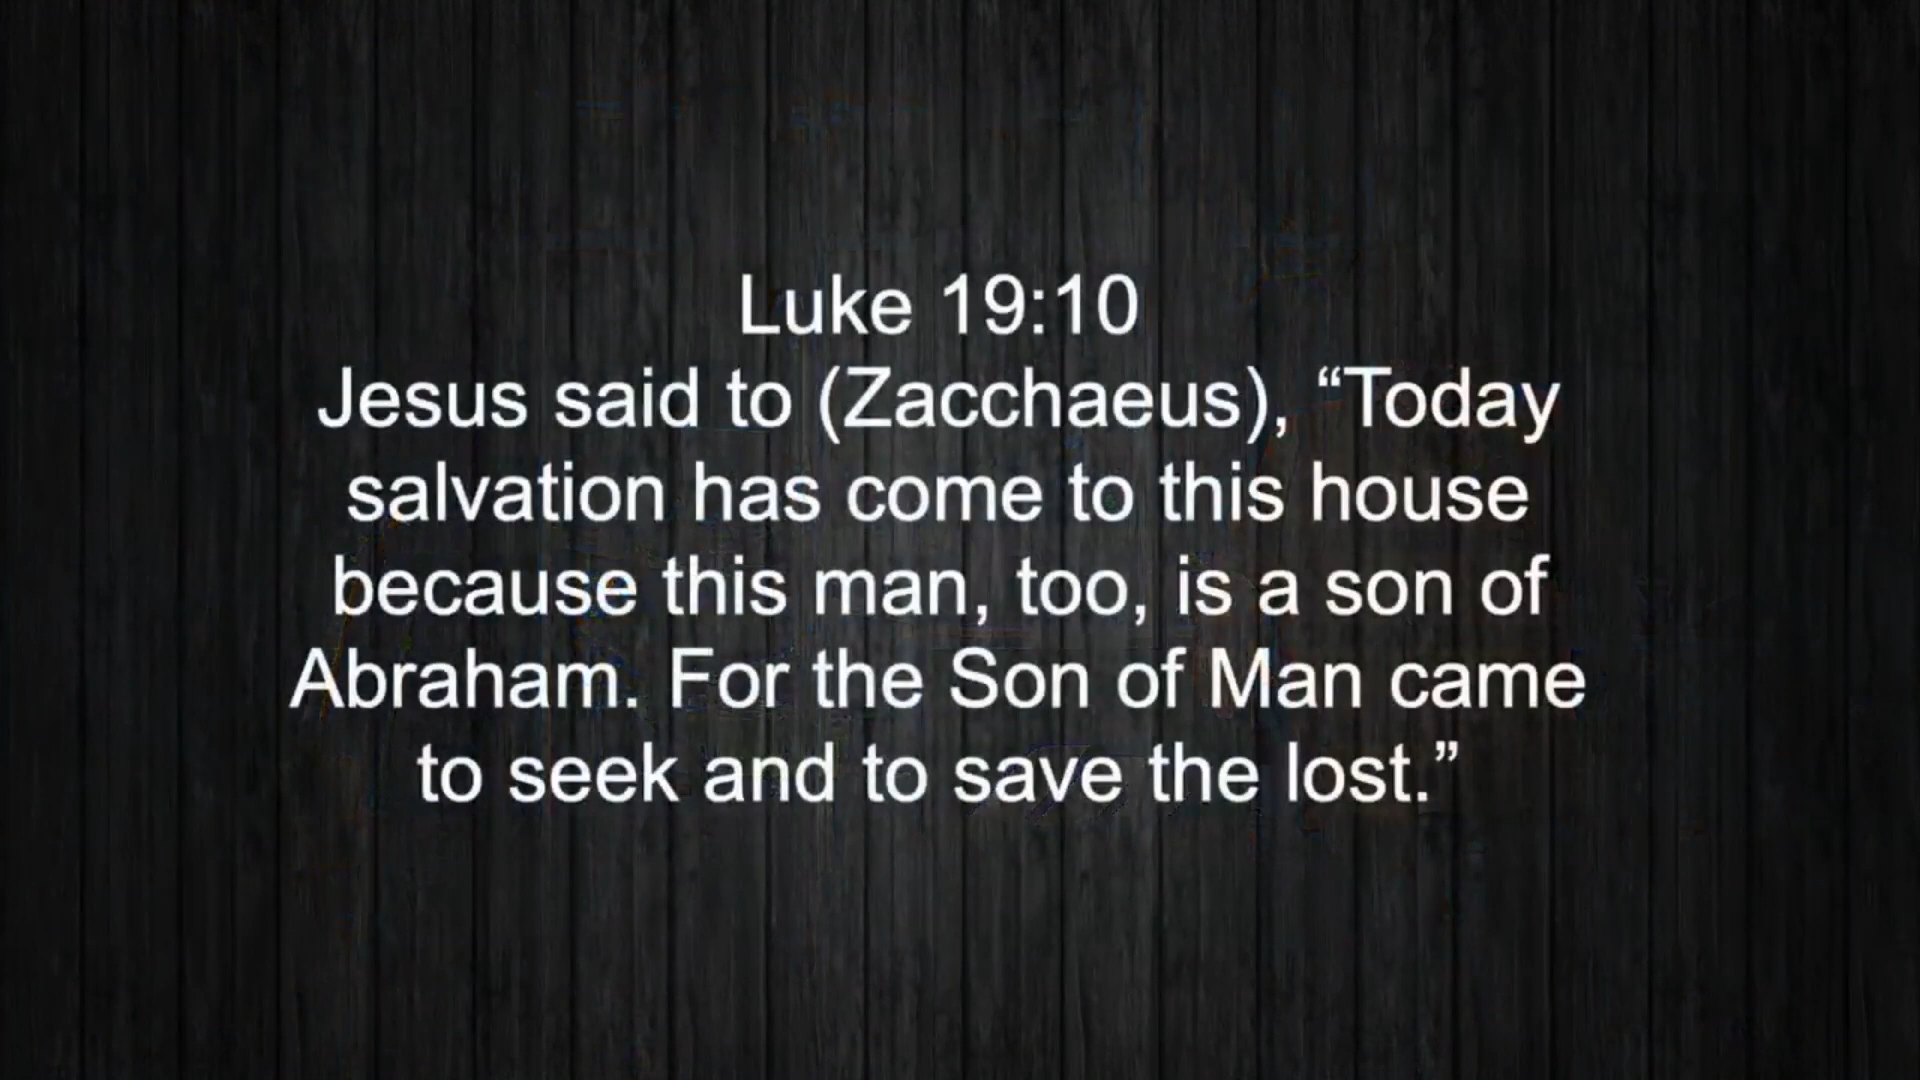 Luke 19:10
Jesus said to (Zacchaeus), “Today
salvation has come to this house
because this man, too, is a son of
Abraham. For the Son of Man came
to seek and to save the lost.”